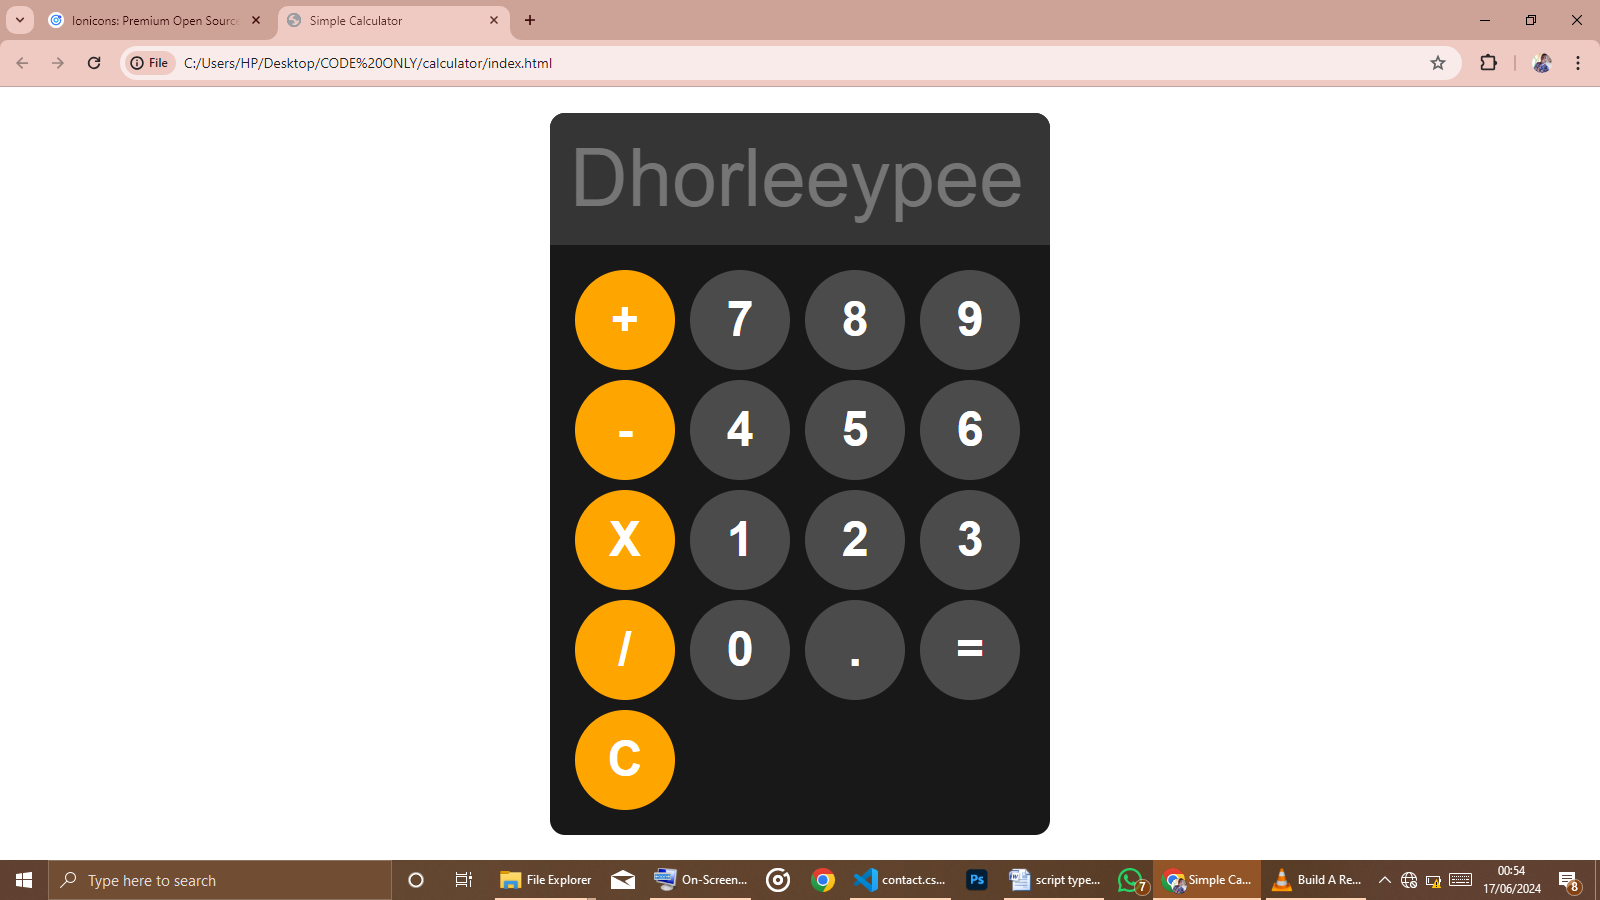 Ionicons: Premium Open Source
Simple Calculator
File
C:/Users/HP/Desktop/CODE%20ONLY/calculator/index.html
Dhorleeypee
+ 7 8 9
- 4 5 6
X 1 2 3
/ 0 . =
C
Type here to search
File Explorer
On-Screen...
contact.cs...
Ps
script type...
7
Simple Ca...
Build A Re...
00:54
17/06/2024
8